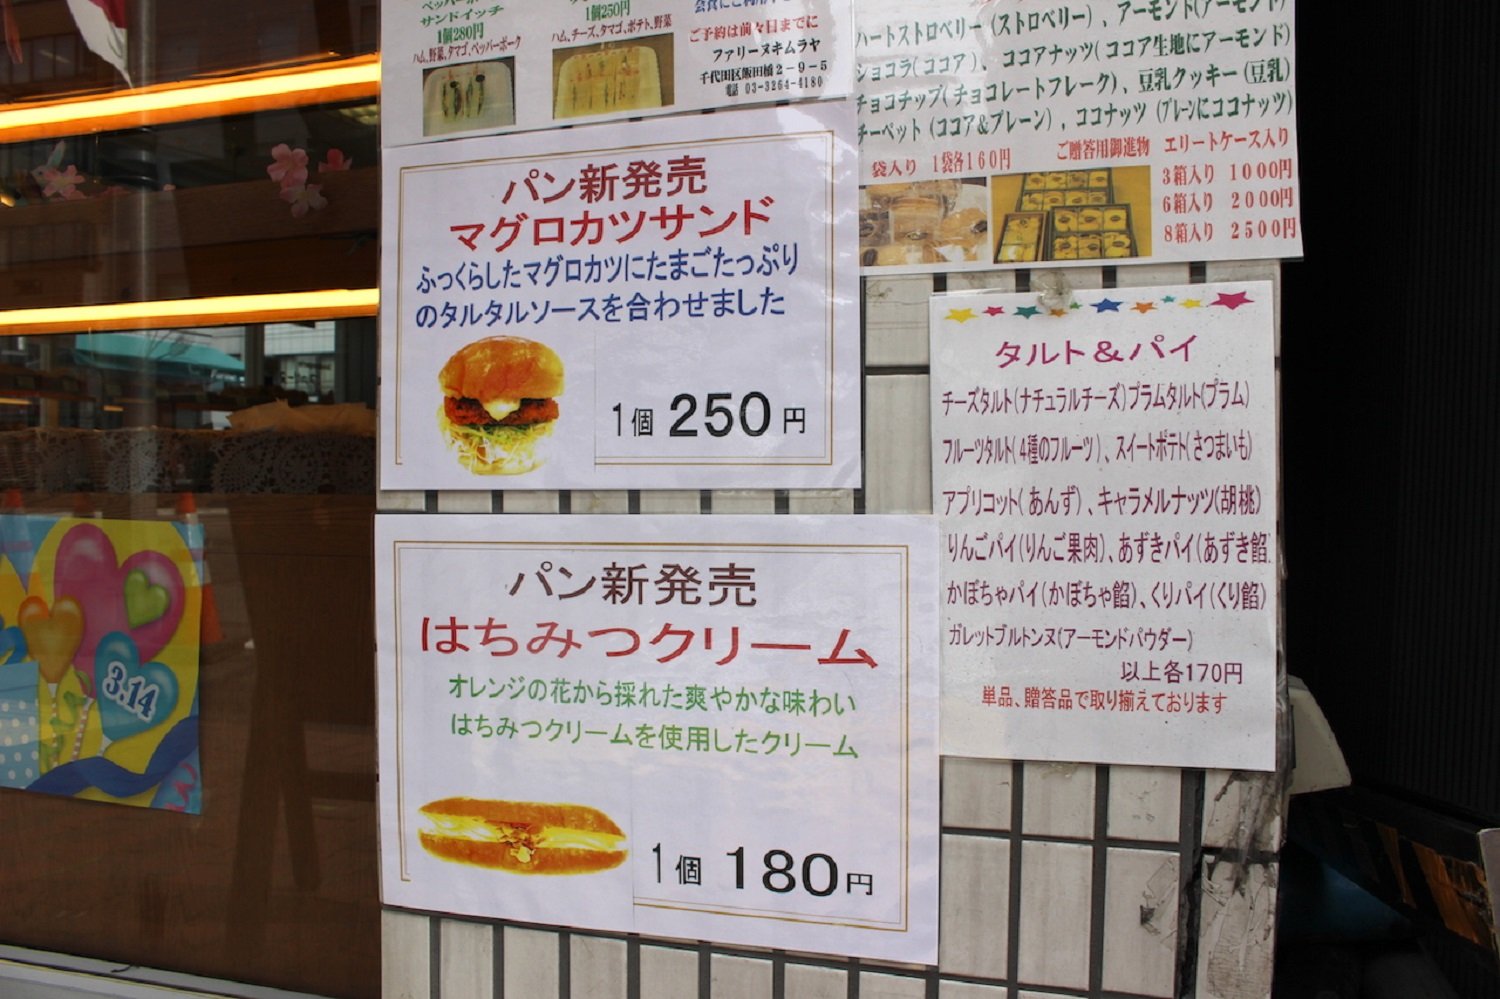 サンドイッチ
1個280円
ハム、野菜、タマゴ、ペッパーポーク
1個250円
ハム、チーズ、タマゴ、ポテト、野菜
ご予約は前々日までに
ファリーヌキムラヤ
千代田区飯田橋2-9-5
電話 03-3264-4180
ハートストロベリー(ストロベリー)、アーモンド(アーモンド)
ショコラ(ココア)、ココアナッツ(ココア生地にアーモンド)
チョコチップ(チョコレートフレーク)、豆乳クッキー(豆乳)
チーペット(ココア&プレーン)、ココナッツ(プレーンにココナッツ)
袋入り 1袋各160円
ご贈答用御進物 エリートケース入り
3箱入り 1000円
6箱入り 2000円
8箱入り 2500円
パン新発売
マグロカツサンド
ふっくらしたマグロカツにたまごたっぷり
のタルタルソースを合わせました
1個 250円
タルト&パイ
チーズタルト(ナチュラルチーズ)プラムタルト(プラム)
フルーツタルト(4種のフルーツ)、スイートポテト(さつまいも)
アプリコット(あんず)、キャラメルナッツ(胡桃)
りんごパイ(りんご果肉)、あずきパイ(あずき餡
かぼちゃパイ(かぼちゃ餡)、くりパイ(くり餡)
ガレットブルトンヌ(アーモンドパウダー)
以上各170円
単品、贈答品で取り揃えております
パン新発売
はちみつクリーム
オレンジの花から採れた爽やかな味わい
はちみつクリームを使用したクリーム
1個 180円
3.14